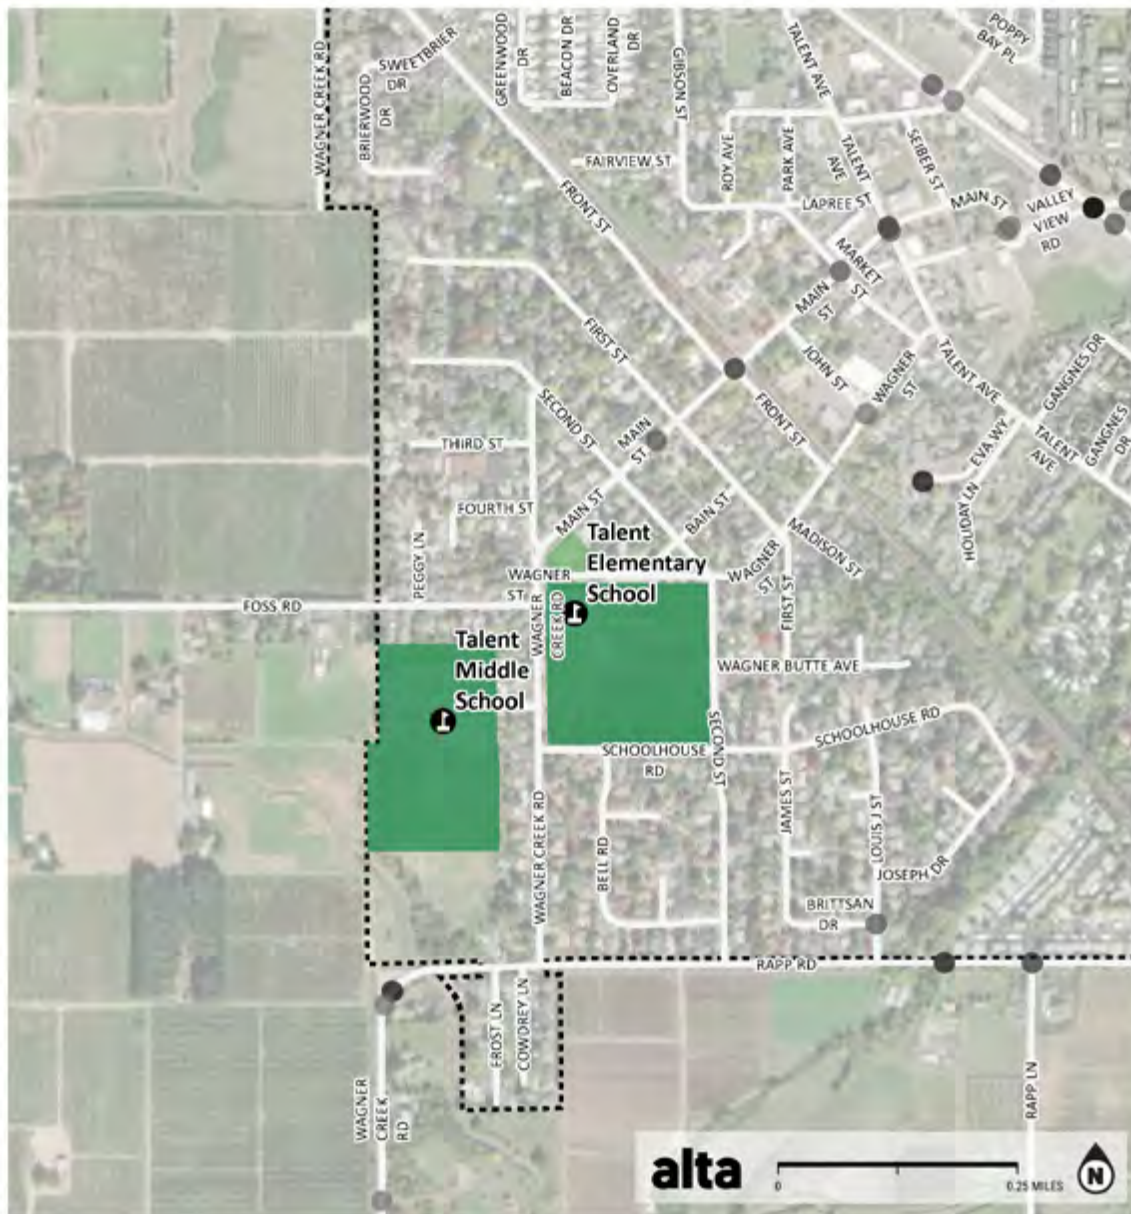 WAGNER CREEK RD
SWEETBRIER
DR
BRIERWOOD
DR
GREENWOOD
DR
BEACON DR
OVERLAND
DR
GIBSON ST
TALENT AVE
POPPY
BAY PL
FAIRVIEW ST
ROY AVE
PARK AVE
TALENT
AVE
SEIBER ST
LAPREE ST
MAIN ST
VALLEY
VIEW
RD
FRONT ST
MARKET
ST
MAIN
ST
FIRST ST
JOHN ST
WAGNER
ST
TALENT AVE
GANGNES DR
GANGNES
DR
SECOND ST
FRONT ST
EVA WY
TALENT
AVE
THIRD ST
MAIN
ST
HOLIDAY LN
FOURTH ST
MAIN ST
BAIN ST
MADISON ST
Talent
Elementary
School
PEGGY LN
WAGNER
ST
WAGNER
ST
FOSS RD
WAGNER
CREEK RD
FIRST ST
Talent
Middle
School
WAGNER BUTTE AVE
SECOND ST
SCHOOLHOUSE RD
SCHOOLHOUSE
RD
JAMES ST
LOUIS J ST
WAGNER CREEK RD
BELL RD
JOSEPH DR
BRITTSAN
DR
RAPP RD
FROST LN
COWDREY LN
WAGNER
CREEK
RD
RAPP LN
alta
0
0.25 MILES
N